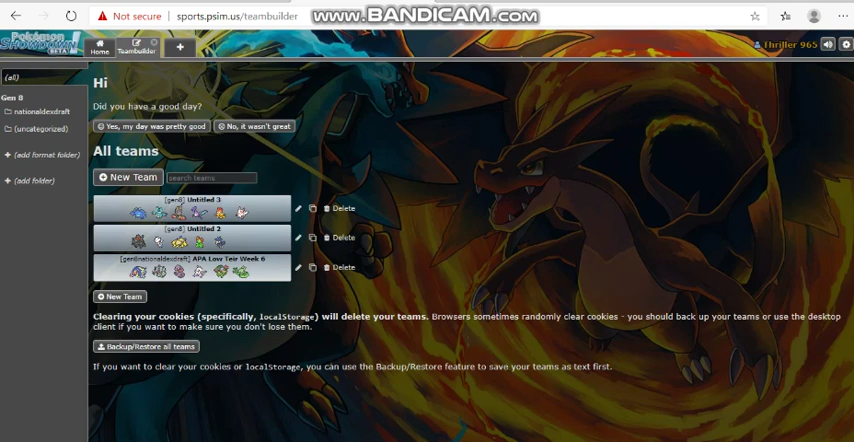 Not secure | sports.psim.us/teambuilder
www.BANDICAM.com
Pokémon
Showdown!
BETA
Home
Teambuilder
Thriller 965
(all)
Gen 8
nationaldexdraft
(uncategorized)
(add format folder)
(add folder)
Hi
Did you have a good day?
Yes, my day was pretty good
No, it wasn't great
All teams
New Team
search teams
[gen8] Untitled 3
Delete
[gen8] Untitled 2
Delete
[gen8nationaldexdraft] APA Low Teir Week 6
Delete
New Team
Clearing your cookies (specifically, localStorage) will delete your teams. Browsers sometimes randomly clear cookies - you should back up your teams or use the desktop
client if you want to make sure you don't lose them.
Backup/Restore all teams
If you want to clear your cookies or localStorage, you can use the Backup/Restore feature to save your teams as text first.